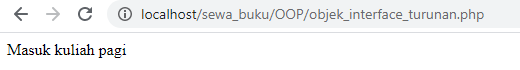 localhost/sewa_buku/OOP/objek_interface_turunan.php
Masuk kuliah pagi